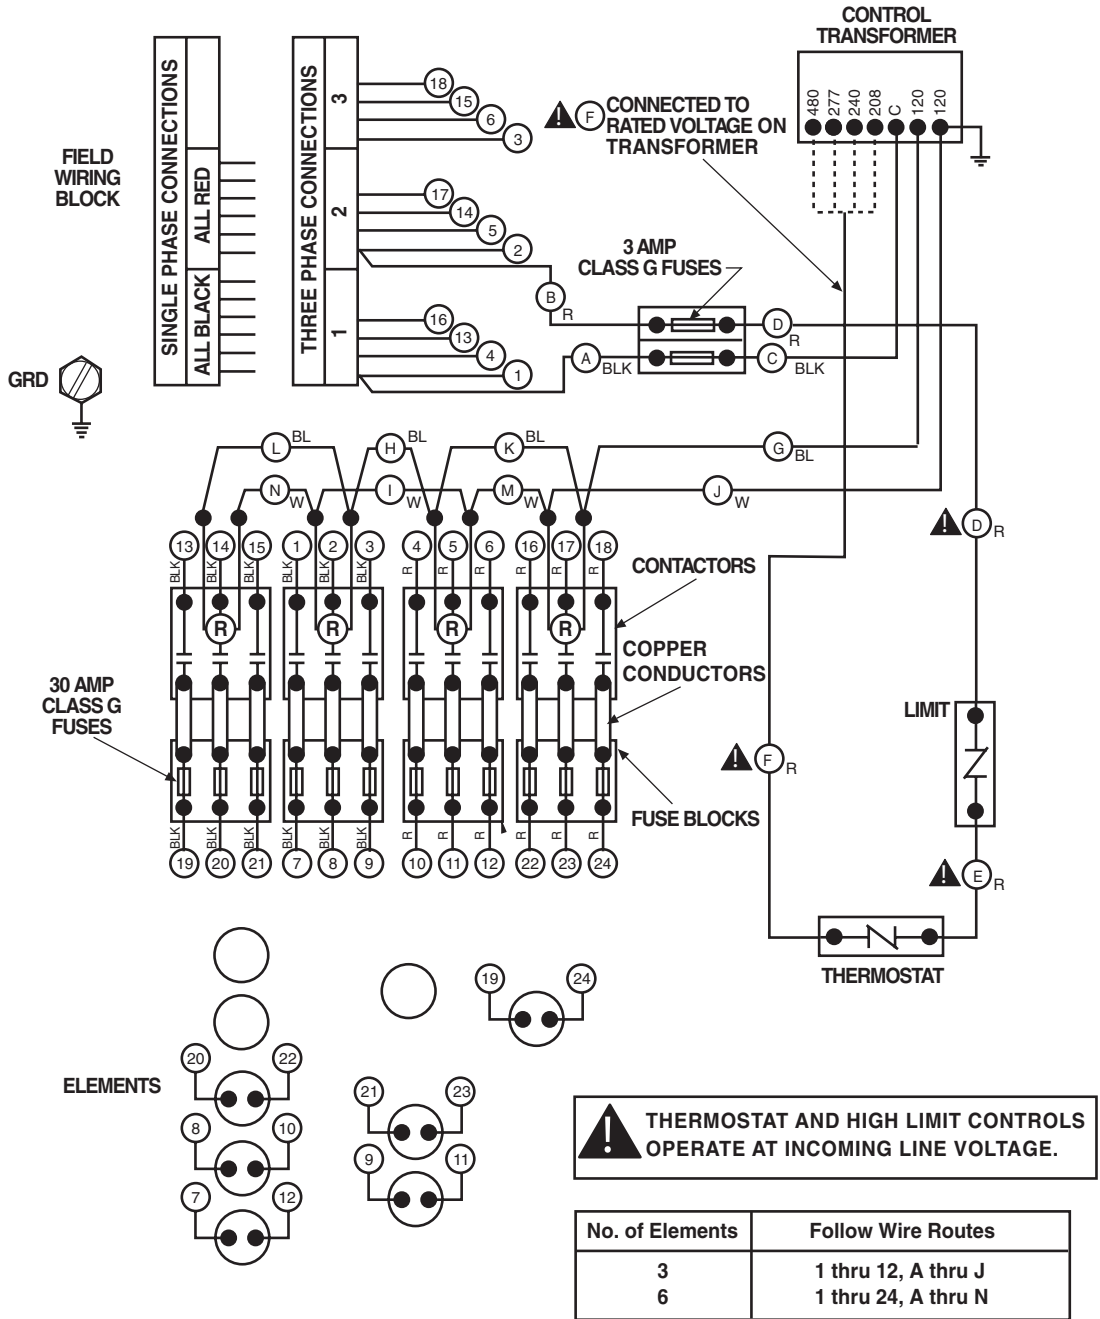 CONTROL
TRANSFORMER
480
277
240
208
C
120
120
F
CONNECTED TO
RATED VOLTAGE ON
TRANSFORMER
FIELD
WIRING
BLOCK
SINGLE PHASE CONNECTIONS
ALL RED
ALL BLACK
THREE PHASE CONNECTIONS
3
18
15
6
3
2
17
14
5
2
1
16
13
4
1
3 AMP
CLASS G FUSES
B
R
D
R
A
BLK
C
BLK
GRD
L
BL
H
BL
K
BL
G
BL
N
W
I
W
M
W
J
W
D
R
13
14
15
1
2
3
4
5
6
16
17
18
BLK
BLK
BLK
BLK
BLK
BLK
R
R
R
R
R
R
R
R
R
R
CONTACTORS
COPPER
CONDUCTORS
30 AMP
CLASS G
FUSES
LIMIT
F
R
FUSE BLOCKS
BLK
BLK
BLK
BLK
BLK
BLK
R
R
R
R
R
R
19
20
21
7
8
9
10
11
12
22
23
24
E
R
THERMOSTAT
19
24
ELEMENTS
20
22
21
23
8
10
9
11
7
12
THERMOSTAT AND HIGH LIMIT CONTROLS
OPERATE AT INCOMING LINE VOLTAGE.
No. of Elements
Follow Wire Routes
3
1 thru 12, A thru J
6
1 thru 24, A thru N